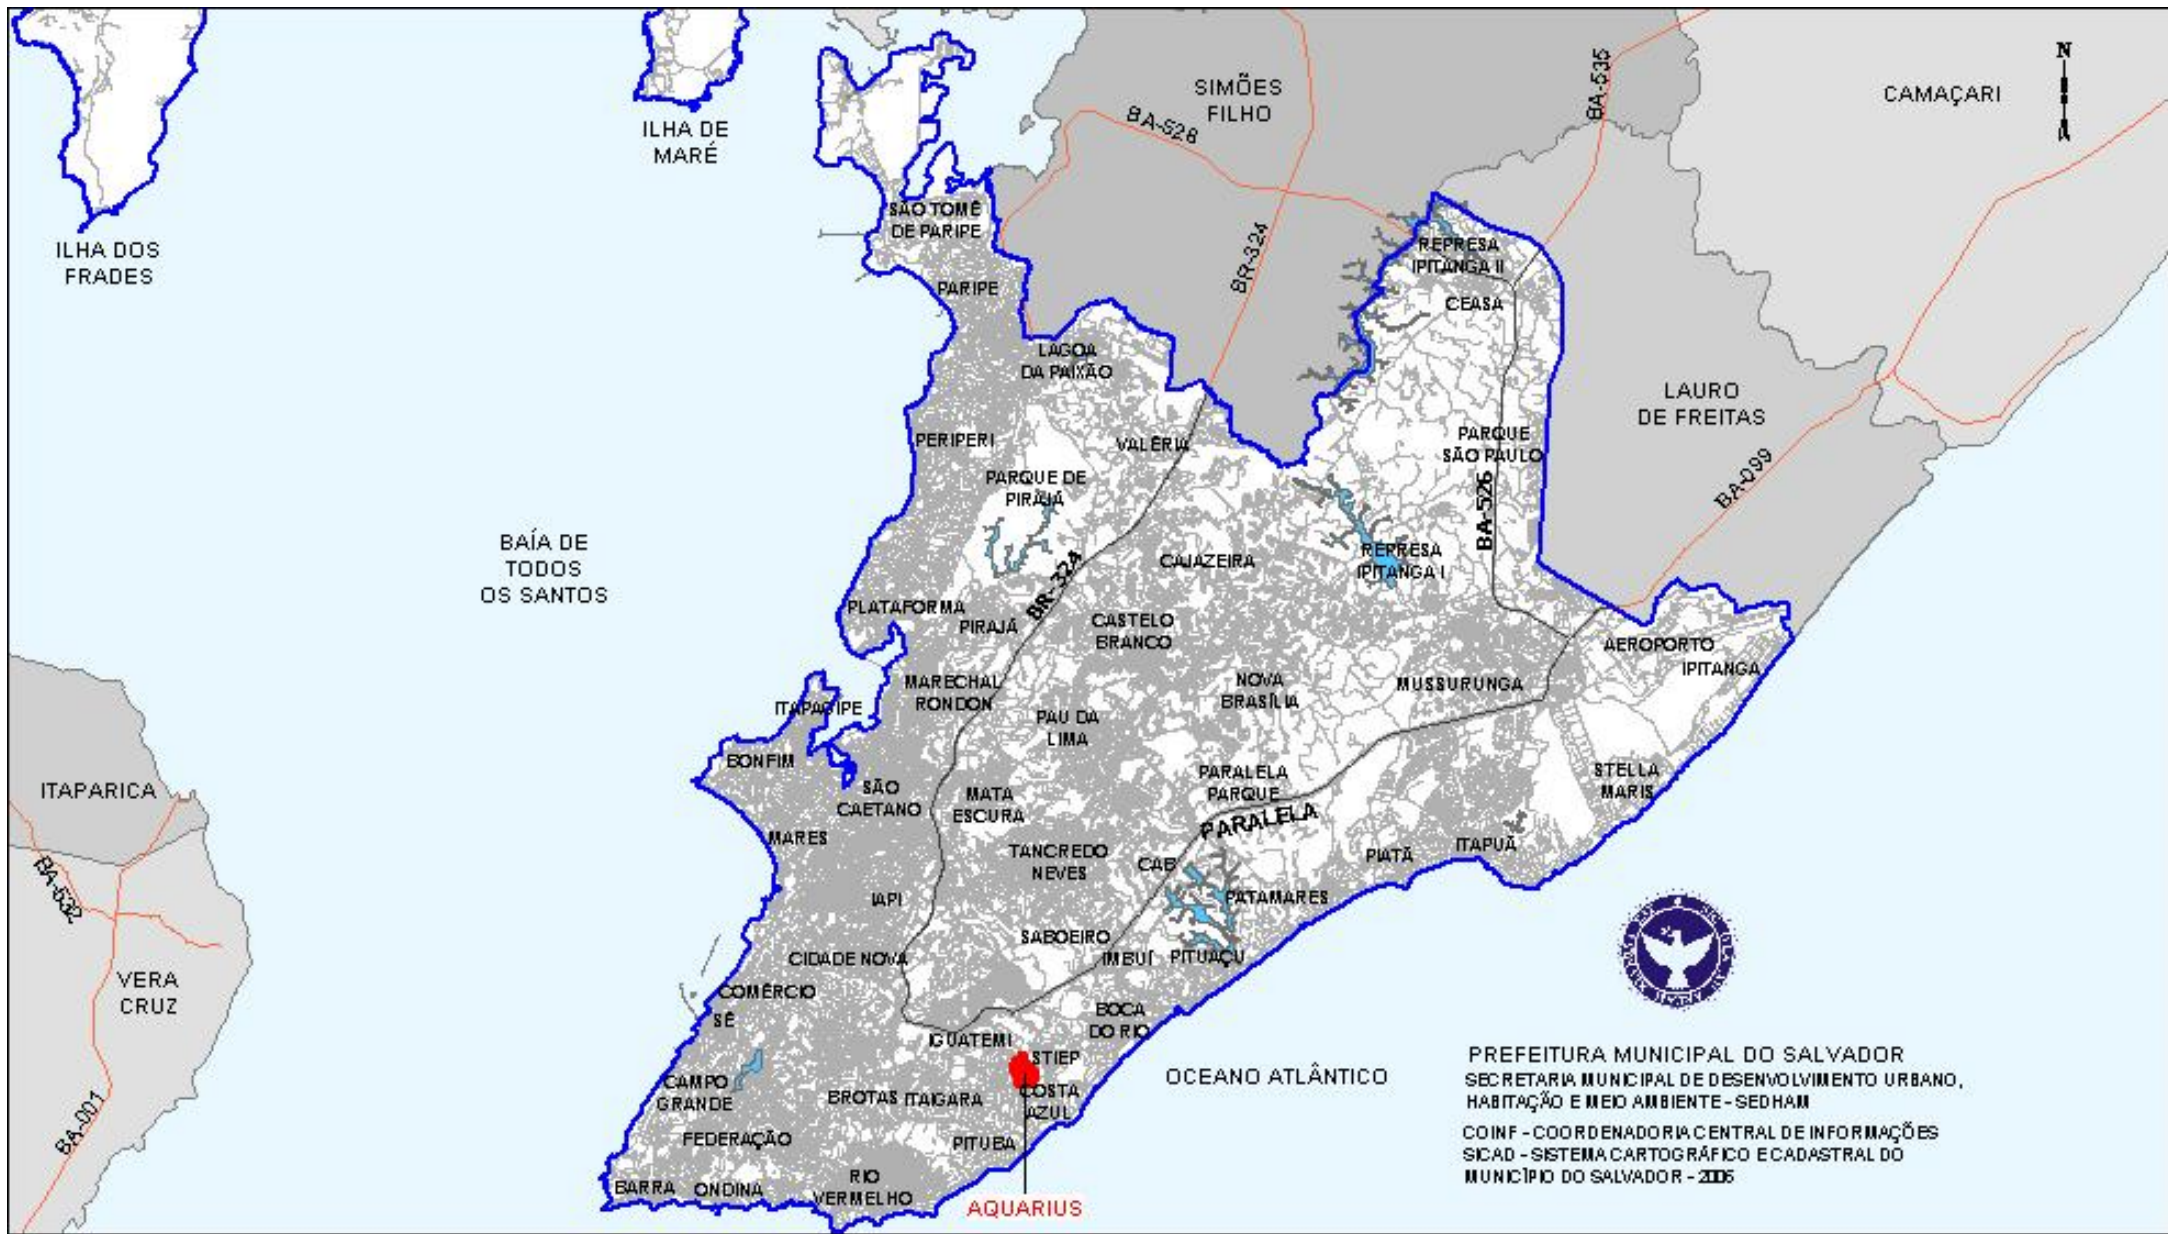 N
SIMÕES
FILHO
BA-535
CAMAÇARI
BA-528
ILHA DE
MARÉ
ILHA DOS
FRADES
SÃO TOMÉ
DE PARIPE
BR-324
REPRESA
IPITANGA II
PARIPE
CEASA
LAGOA
DA PAIXÃO
LAURO
DE FREITAS
PERIPERI
VALÉRIA
PARQUE
SÃO PAULO
PARQUE DE
PIRAJÁ
BA-099
BA-526
BAÍA DE
TODOS
OS SANTOS
CAJAZEIRA
REPRESA
IPITANGA I
BR-324
PLATAFORMA
PIRAJÁ
CASTELO
BRANCO
AEROPORTO
IPITANGA
MARECHAL
RONDON
NOVA
BRASÍLIA
MUSSURUNGA
ITAPAGIPE
PAU DA
LIMA
BONFIM
PARALELA
PARQUE
STELLA
MARIS
ITAPARICA
SÃO
CAETANO
MATA
ESCURA
PARALELA
MARES
TANCREDO
NEVES
CAB
PIATÃ
ITAPUÃ
BA-532
IAPI
PATAMARES
SABOEIRO
CIDADE NOVA
IMBUÍ
PITUAÇU
VERA
CRUZ
COMÉRCIO
SÉ
BOCA
DO RIO
IGUATEMI
STIEP
OCEANO ATLÂNTICO
CAMPO
GRANDE
BROTAS
ITAIGARA
COSTA
AZUL
BA-001
FEDERAÇÃO
PITUBA
BARRA
ONDINA
RIO
VERMELHO
AQUARIUS
PREFEITURA MUNICIPAL DO SALVADOR
SECRETARIA MUNICIPAL DE DESENVOLVIMENTO URBANO,
HABITAÇÃO E MEIO AMBIENTE - SEDHAM
COINF - COORDENADORIA CENTRAL DE INFORMAÇÕES
SICAD - SISTEMA CARTOGRÁFICO E CADASTRAL DO
MUNICÍPIO DO SALVADOR - 2006